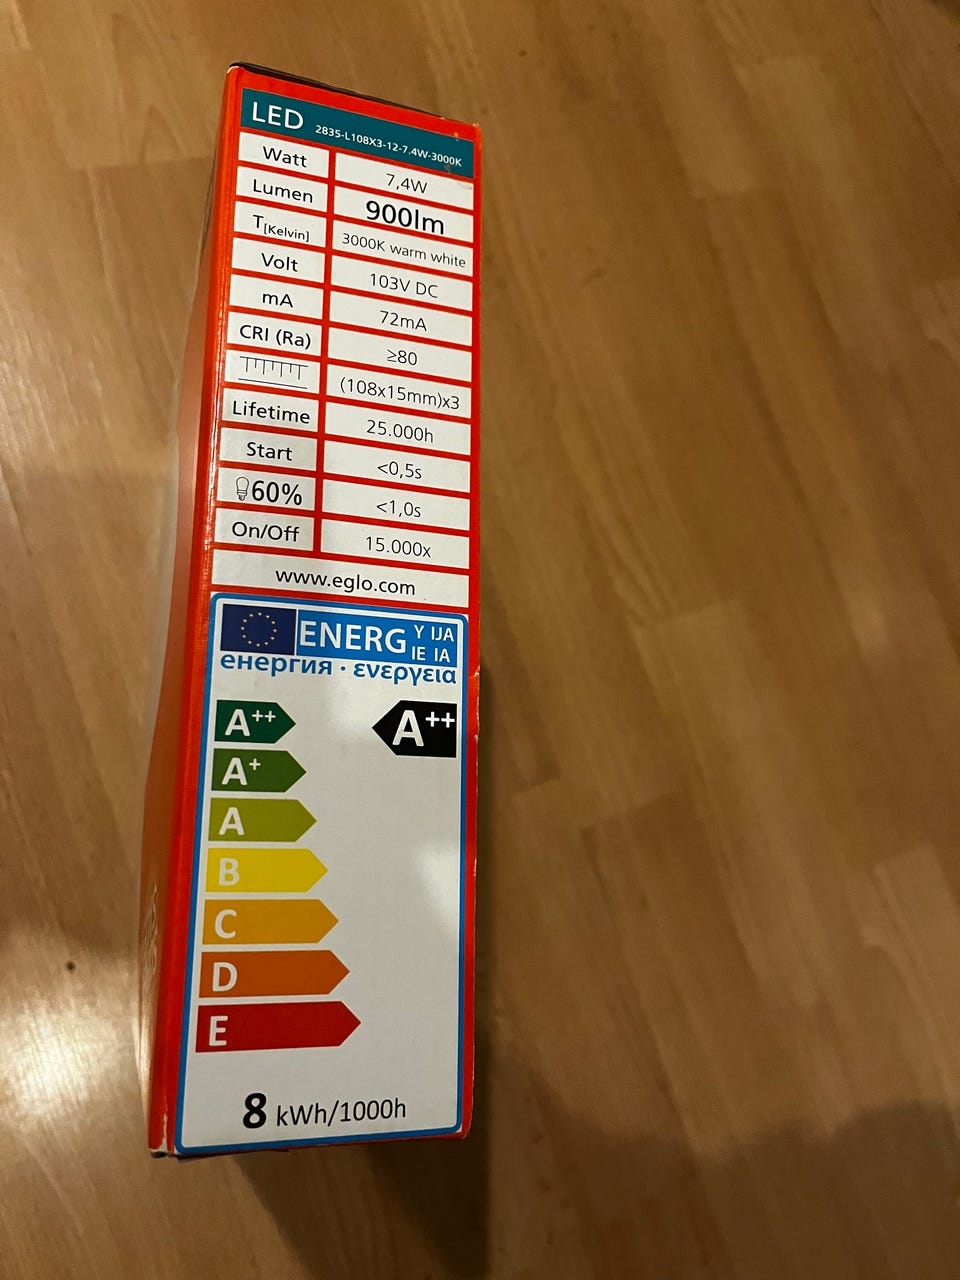 LED 2835-L108X3-12-7.4W-3000K
Watt 7,4W
Lumen 900lm
T[Kelvin] 3000K warm white
Volt 103V DC
mA 72mA
CRI (Ra) ≥80
(108x15mm)x3
Lifetime 25.000h
Start <0,5s
60% <1,0s
On/Off 15.000x
www.eglo.com
ENERG Y IJA
IE IA
енергия · ενεργεια
A++ A++
A+
A
B
C
D
E
8 kWh/1000h